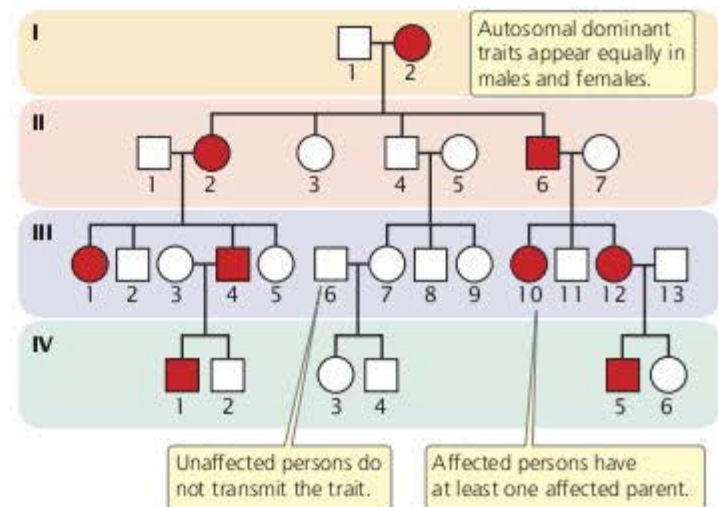 I
Autosomal dominant
traits appear equally in
males and females.
1 2
II
1 2 3 4 5 6 7
III
1 2 3 4 5 6 7 8 9 10 11 12 13
IV
1 2 3 4 5 6
Unaffected persons do
not transmit the trait.
Affected persons have
at least one affected parent.